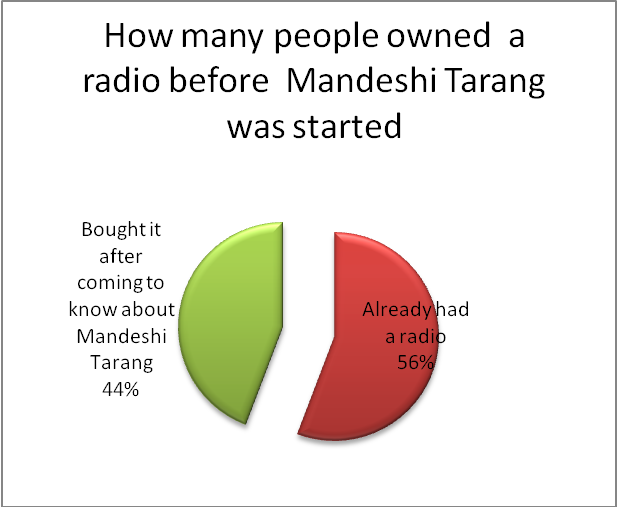 How many people owned  a
radio before  Mandeshi Tarang
was started
Bought it
after
coming to
know about
Mandeshi
Tarang
44%
Already had
a radio
56%